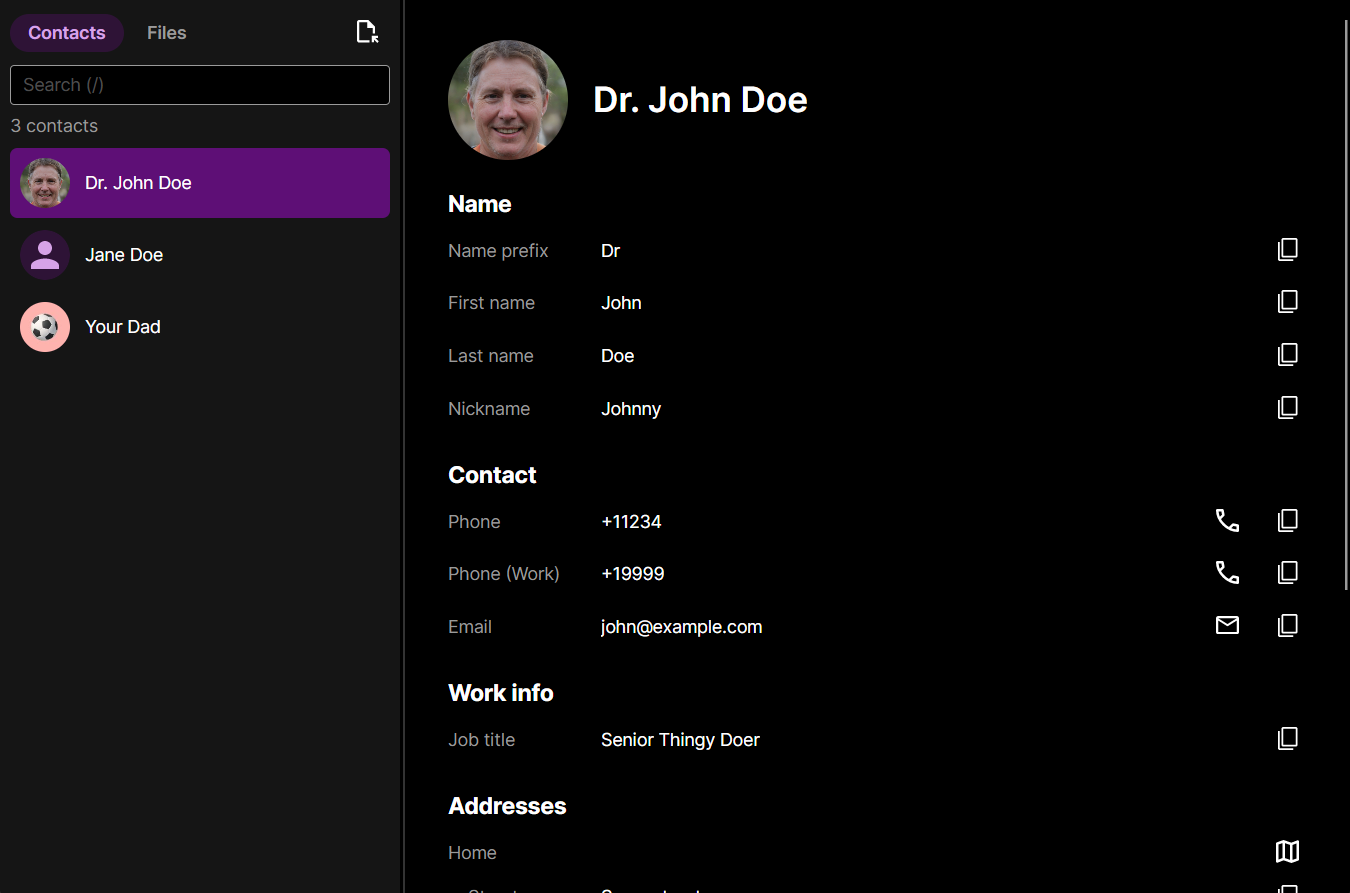 Contacts Files
Search (/)
3 contacts
Dr. John Doe
Jane Doe
Your Dad
Dr. John Doe
Name
Name prefix Dr
First name John
Last name Doe
Nickname Johnny
Contact
Phone +11234
Phone (Work) +19999
Email john@example.com
Work info
Job title Senior Thingy Doer
Addresses
Home